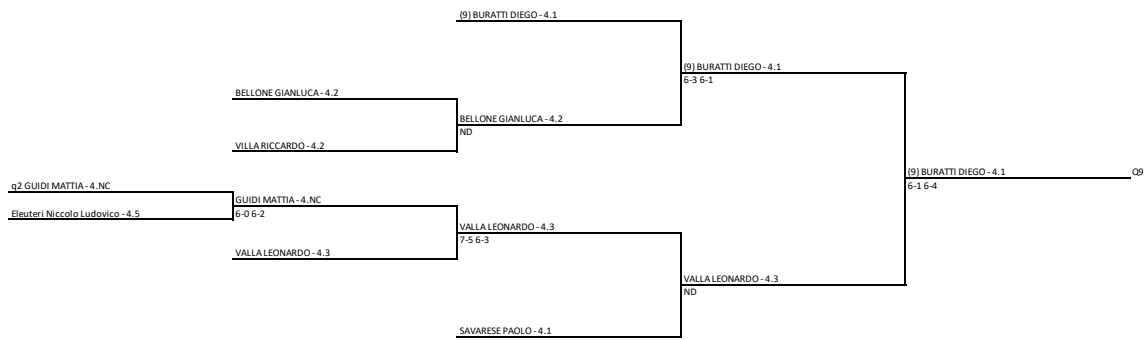 (9) BURATTI DIEGO - 4.1
(9) BURATTI DIEGO - 4.1
6-3 6-1
BELLONE GIANLUCA - 4.2
BELLONE GIANLUCA - 4.2
ND
VILLA RICCARDO - 4.2
(9) BURATTI DIEGO - 4.1
Q9
6-1 6-4
q2 GUIDI MATTIA - 4.NC
GUIDI MATTIA - 4.NC
6-0 6-2
Eleuteri Niccolo Ludovico - 4.5
VALLA LEONARDO - 4.3
7-5 6-3
VALLA LEONARDO - 4.3
VALLA LEONARDO - 4.3
ND
SAVARESE PAOLO - 4.1